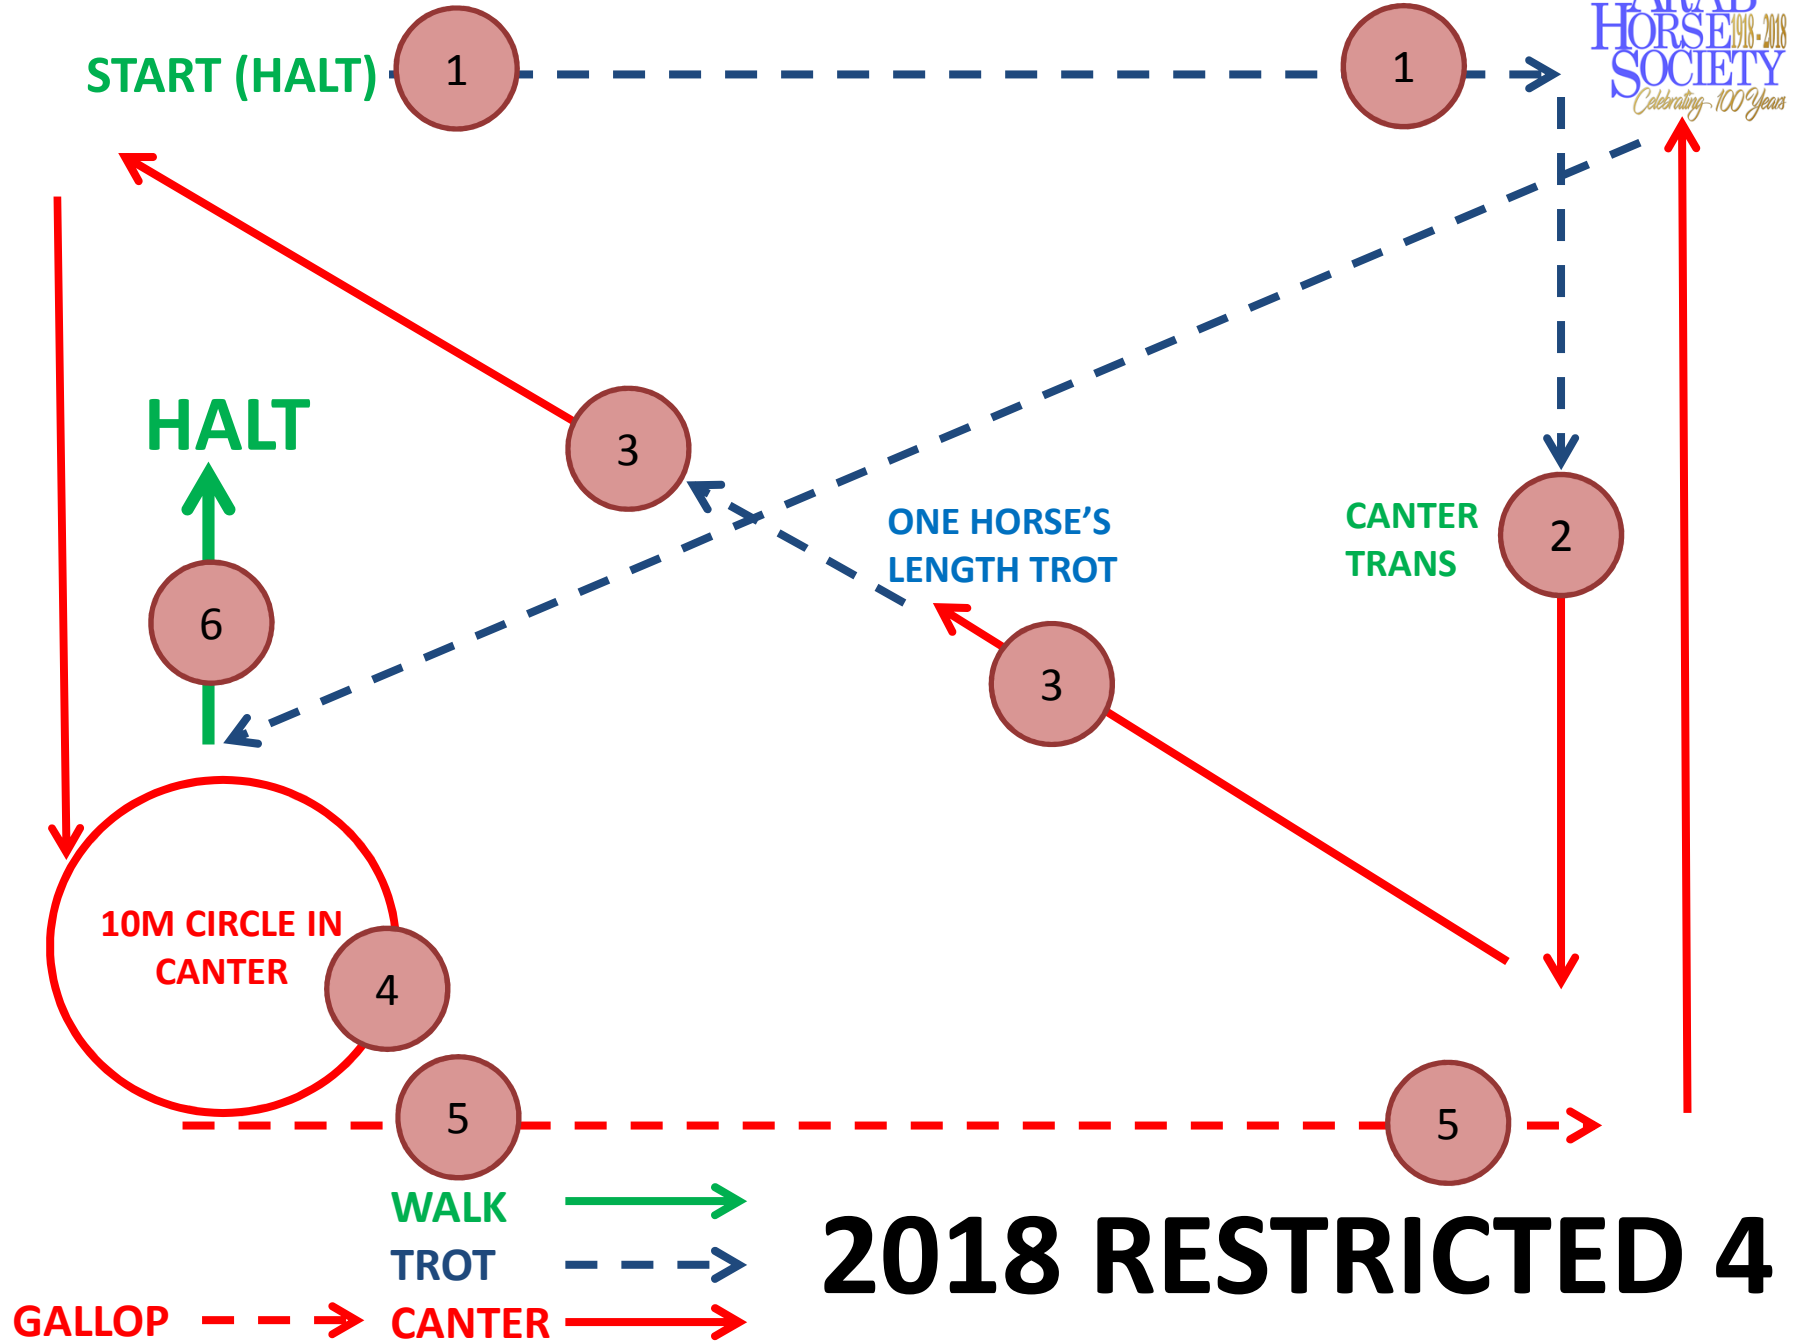 ARAB
HORSE 1918 - 2018
SOCIETY
Celebrating 100 Years
START (HALT)
1
1
HALT
3
ONE HORSE’S
LENGTH TROT
CANTER
TRANS
2
6
3
10M CIRCLE IN
CANTER
4
5
5
WALK
TROT
GALLOP
CANTER
2018 RESTRICTED 4